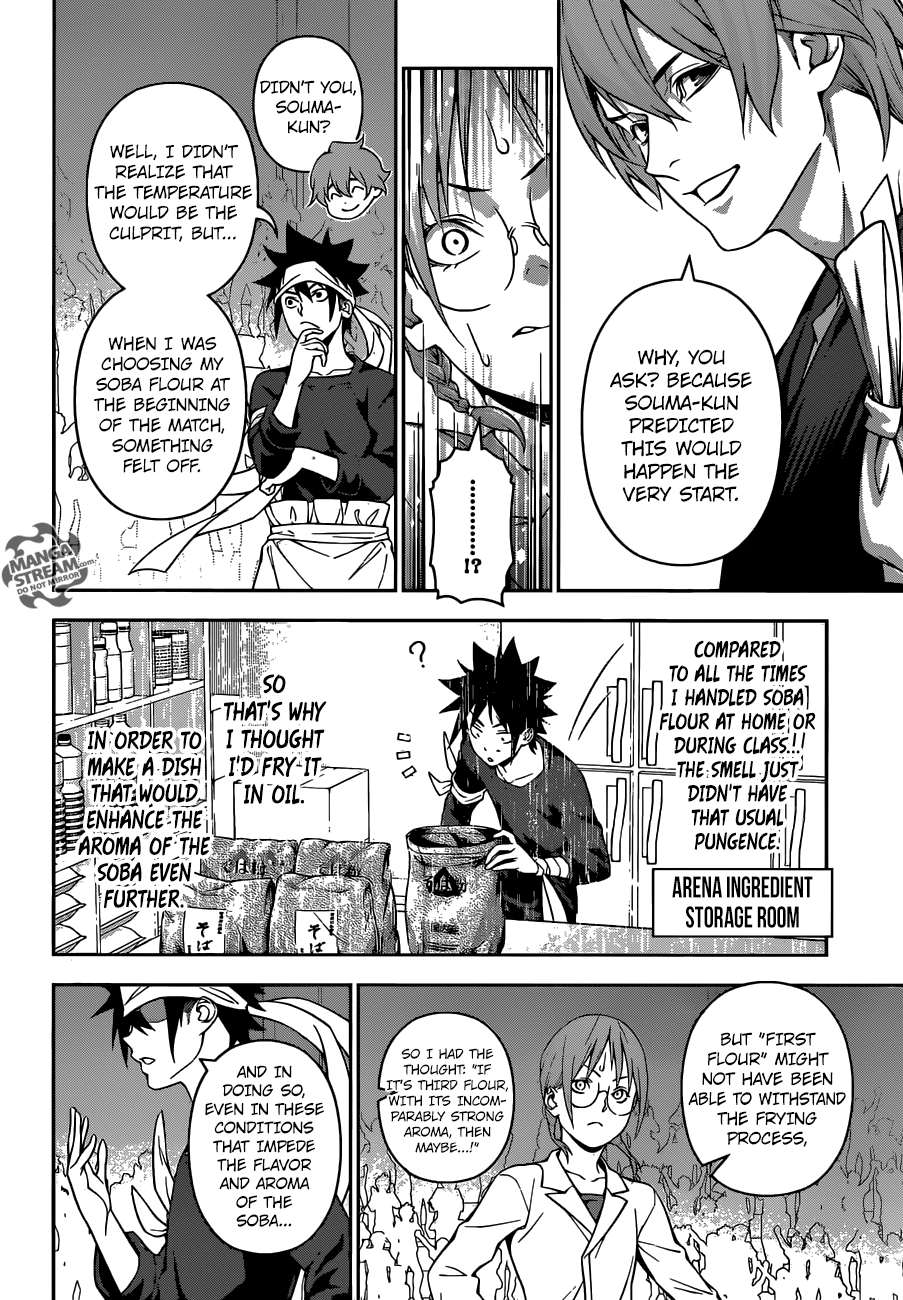 WHY, YOU
ASK? BECAUSE
SOUMA-KUN
PREDICTED
THIS WOULD
HAPPEN THE
VERY START.
.........
!?
DIDN'T YOU,
SOUMA-
KUN?
WELL, I DIDN'T
REALIZE THAT
THE TEMPERATURE
WOULD BE THE
CULPRIT, BUT...
WHEN I WAS
CHOOSING MY
SOBA FLOUR AT
THE BEGINNING
OF THE MATCH,
SOMETHING
FELT OFF.
MANGA
STREAM.com
DO NOT MIRROR
COMPARED
TO ALL THE TIMES
I HANDLED SOBA
FLOUR AT HOME OR
DURING CLASS...
THE SMELL JUST
DIDN'T HAVE
THAT USUAL
PUNGENCE.
ARENA INGREDIENT
STORAGE ROOM
?
SO
THAT'S WHY
I THOUGHT
I'D FRY IT
IN OIL.
IN ORDER TO
MAKE A DISH
THAT WOULD
ENHANCE THE
AROMA OF THE
SOBA EVEN
FURTHER.
そば
そば
BUT "FIRST
FLOUR" MIGHT
NOT HAVE BEEN
ABLE TO WITHSTAND
THE FRYING
PROCESS,
SO I HAD THE
THOUGHT: "IF
IT'S THIRD FLOUR,
WITH ITS INCOM-
PARABLY STRONG
AROMA, THEN
MAYBE...!"
AND IN
DOING SO,
EVEN IN THESE
CONDITIONS
THAT IMPEDE
THE FLAVOR
AND AROMA
OF THE
SOBA...